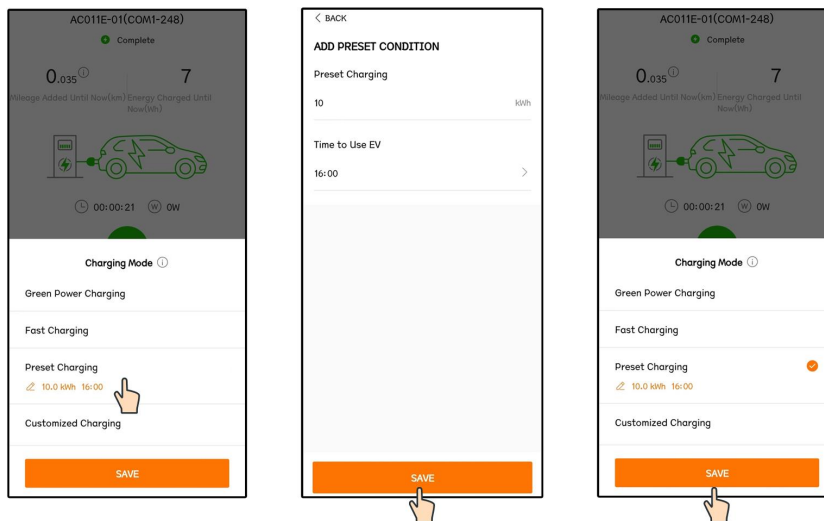 AC011E-01(COM1-248)
Complete
0.035
7
Mileage Added Until Now(km)
Energy Charged Until Now(Wh)
00:00:21
W
0W
Charging Mode
Green Power Charging
Fast Charging
Preset Charging
10.0 kWh 16:00
Customized Charging
SAVE
< BACK
ADD PRESET CONDITION
Preset Charging
10 kWh
Time to Use EV
16:00 >
SAVE
AC011E-01(COM1-248)
Complete
0.035
7
Mileage Added Until Now(km)
Energy Charged Until Now(Wh)
00:00:21
W
0W
Charging Mode
Green Power Charging
Fast Charging
Preset Charging
10.0 kWh 16:00
Customized Charging
SAVE